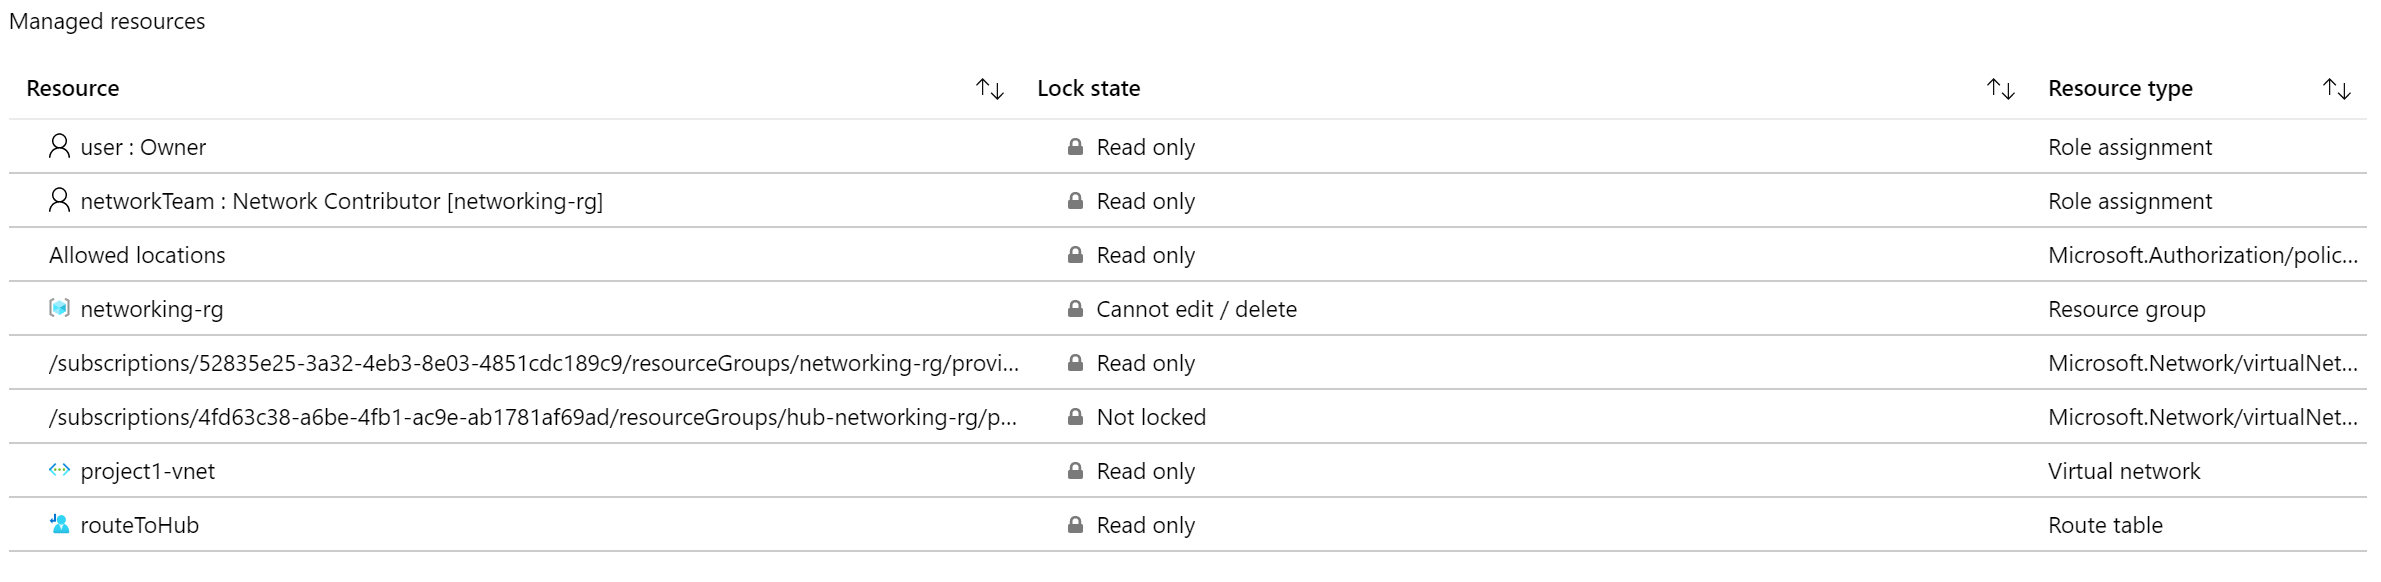 Managed resources
Resource Lock state Resource type
user : Owner Read only Role assignment
networkTeam : Network Contributor [networking-rg] Read only Role assignment
Allowed locations Read only Microsoft.Authorization/polic...
networking-rg Cannot edit / delete Resource group
/subscriptions/52835e25-3a32-4eb3-8e03-4851cdc189c9/resourceGroups/networking-rg/provi... Read only Microsoft.Network/virtualNet...
/subscriptions/4fd63c38-a6be-4fb1-ac9e-ab1781af69ad/resourceGroups/hub-networking-rg/p... Not locked Microsoft.Network/virtualNet...
project1-vnet Read only Virtual network
routeToHub Read only Route table